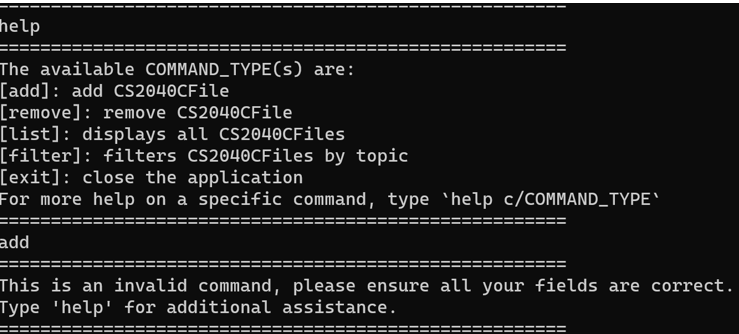 ======================================================
help
======================================================
The available COMMAND_TYPE(s) are:
[add]: add CS2040CFile
[remove]: remove CS2040CFile
[list]: displays all CS2040CFiles
[filter]: filters CS2040CFiles by topic
[exit]: close the application
For more help on a specific command, type `help c/COMMAND_TYPE`
======================================================
add
======================================================
This is an invalid command, please ensure all your fields are correct.
Type 'help' for additional assistance.
======================================================